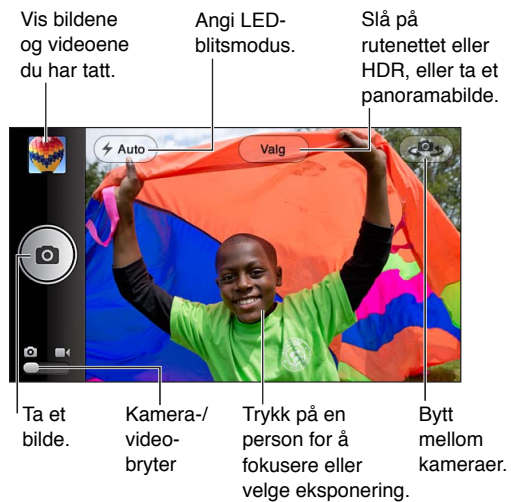 Vis bildene
og videoene
du har tatt.
Angi LED-
blitsmodus.
Slå på
rutenettet eller
HDR, eller ta et
panoramabilde.
Auto
Valg
Ta et
bilde.
Kamera-/
video-
bryter
Trykk på en
person for å
fokusere eller
velge eksponering.
Bytt
mellom
kameraer.